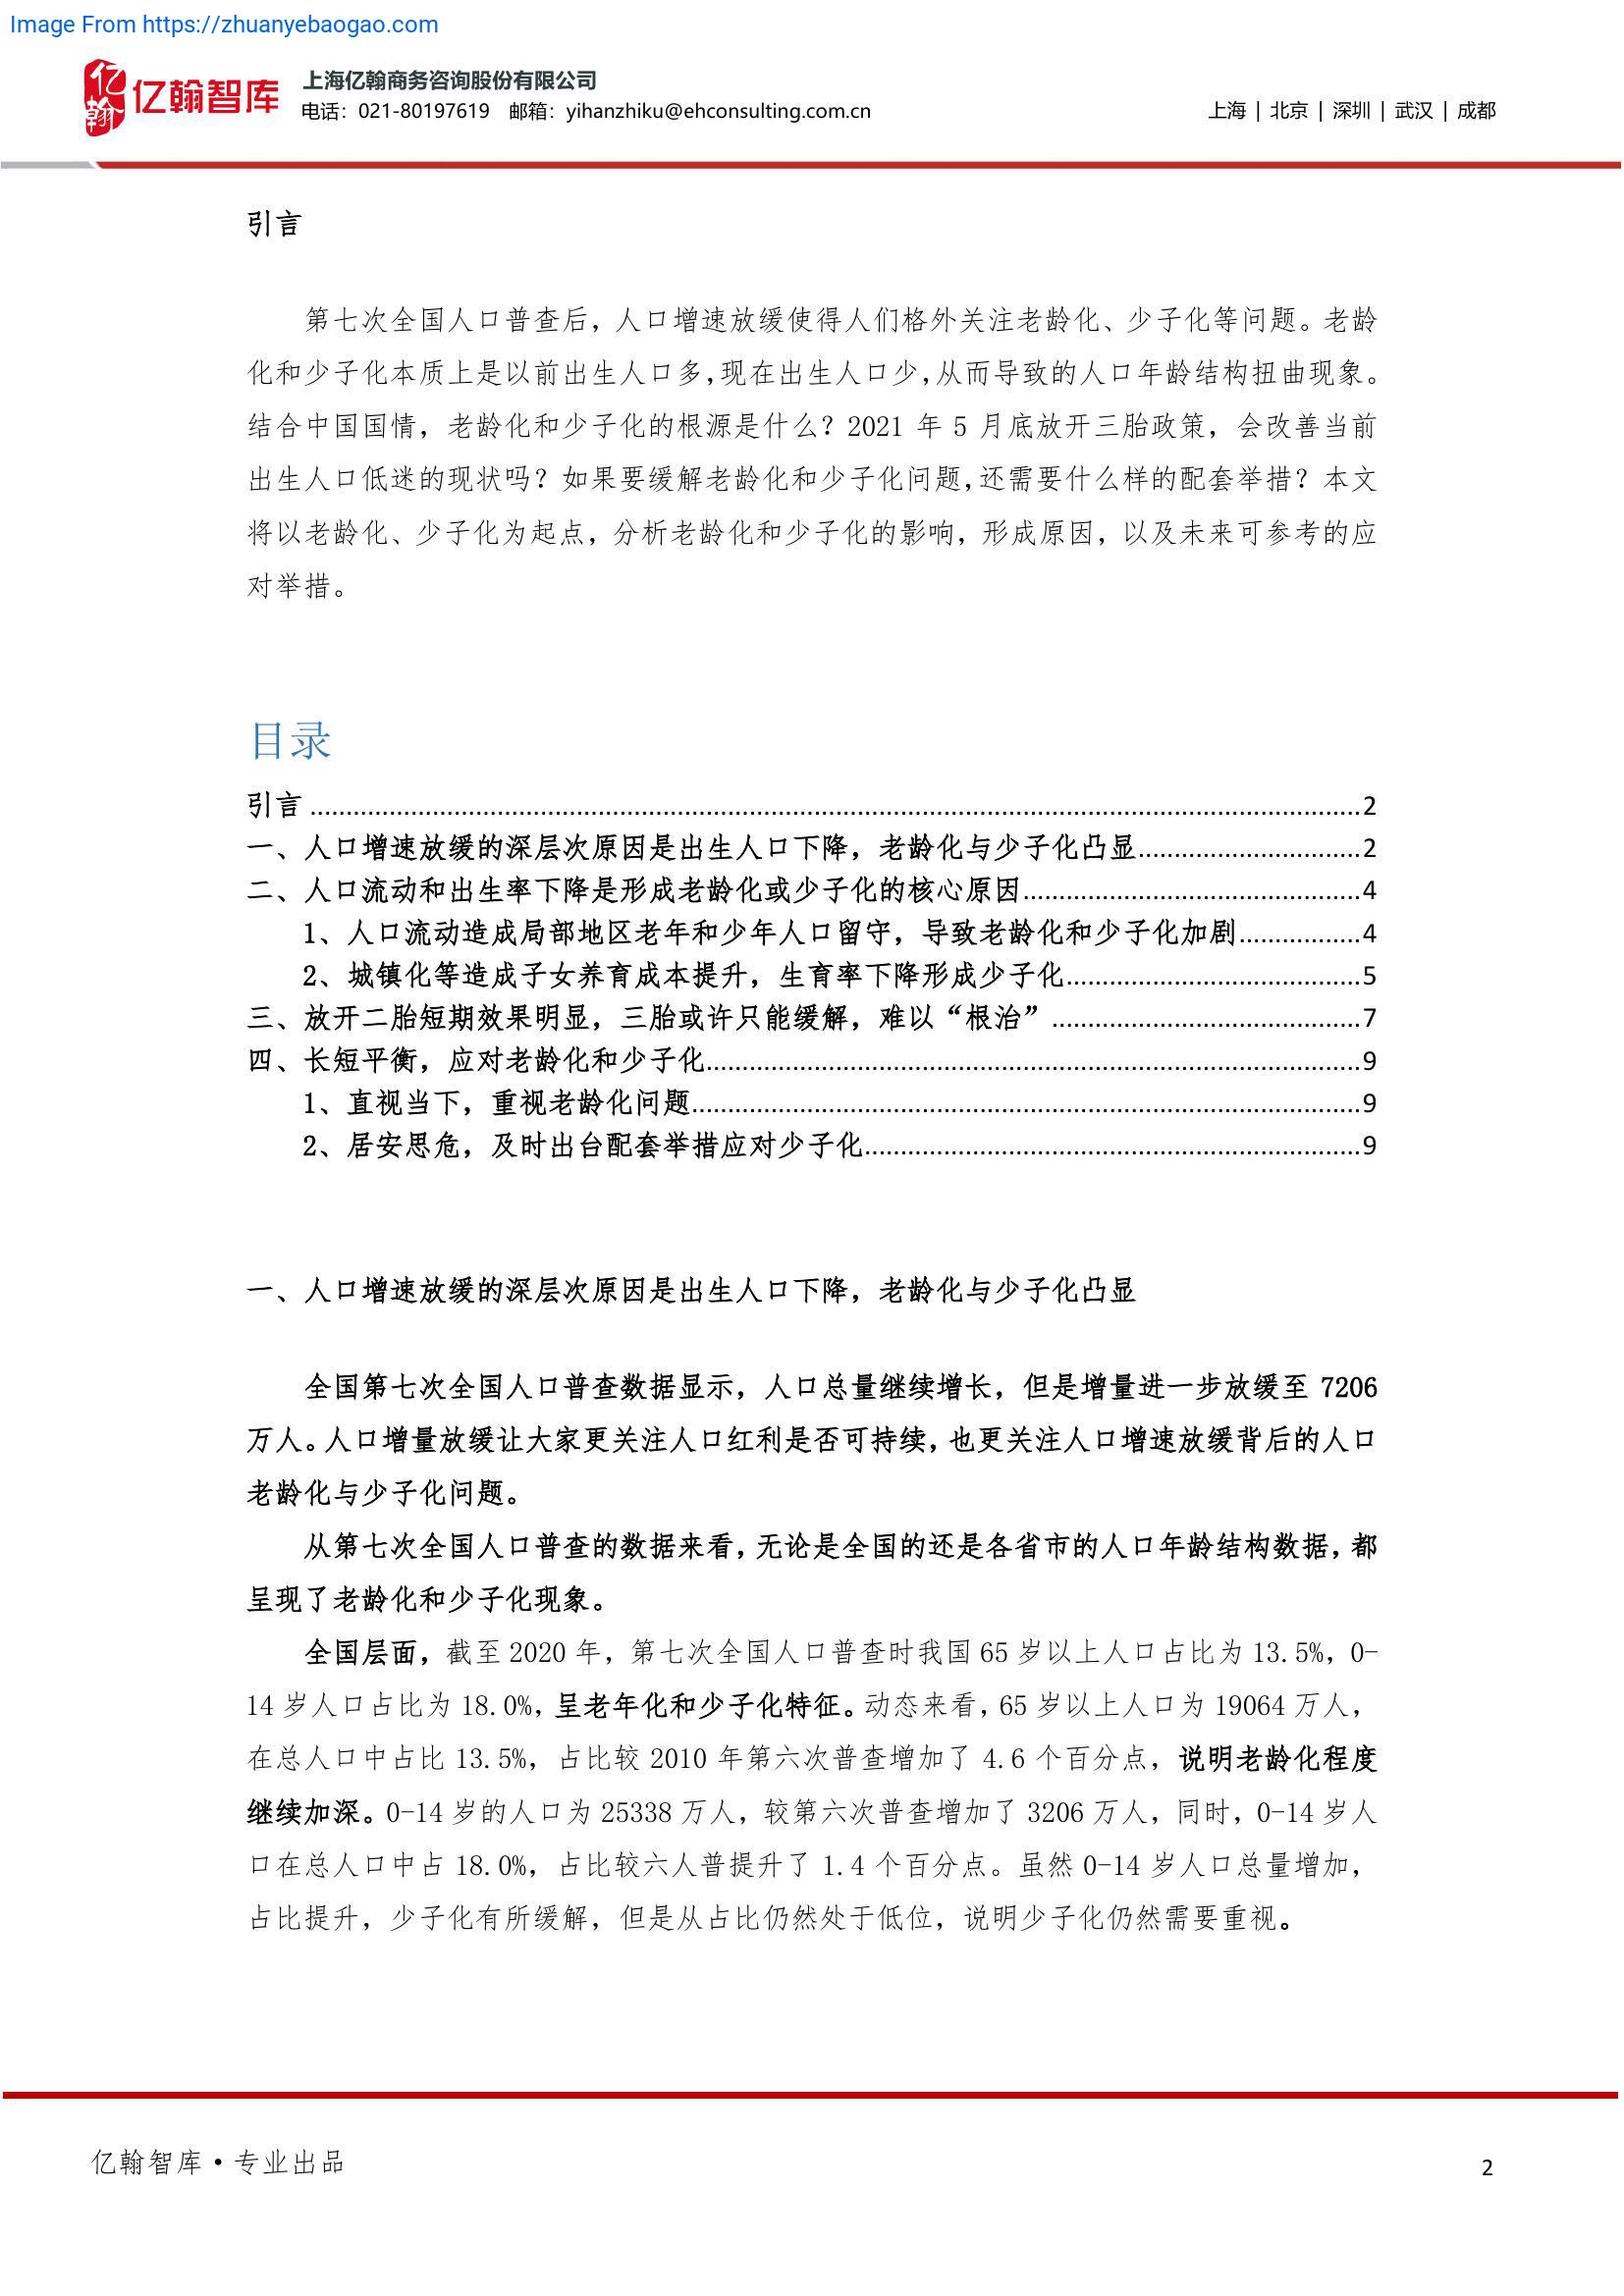 Image From https://zhuanyebaogao.com
亿翰
亿翰智库
上海亿翰商务咨询股份有限公司
电话：021-80197619 邮箱：yihanzhiku@ehconsulting.com.cn
上海 | 北京 | 深圳 | 武汉 | 成都
引言
第七次全国人口普查后，人口增速放缓使得人们格外关注老龄化、少子化等问题。老龄
化和少子化本质上是以前出生人口多，现在出生人口少，从而导致的人口年龄结构扭曲现象。
结合中国国情，老龄化和少子化的根源是什么？2021 年 5 月底放开三胎政策，会改善当前
出生人口低迷的现状吗？如果要缓解老龄化和少子化问题，还需要什么样的配套举措？本文
将以老龄化、少子化为起点，分析老龄化和少子化的影响，形成原因，以及未来可参考的应
对举措。
目录
引言........2
一、人口增速放缓的深层次原因是出生人口下降，老龄化与少子化凸显........2
二、人口流动和出生率下降是形成老龄化或少子化的核心原因........4
1、人口流动造成局部地区老年和少年人口留守，导致老龄化和少子化加剧........4
2、城镇化等造成子女养育成本提升，生育率下降形成少子化........5
三、放开二胎短期效果明显，三胎或许只能缓解，难以“根治”........7
四、长短平衡，应对老龄化和少子化........9
1、直视当下，重视老龄化问题........9
2、居安思危，及时出台配套举措应对少子化........9
一、人口增速放缓的深层次原因是出生人口下降，老龄化与少子化凸显
全国第七次全国人口普查数据显示，人口总量继续增长，但是增量进一步放缓至 7206
万人。人口增量放缓让大家更关注人口红利是否可持续，也更关注人口增速放缓背后的人口
老龄化与少子化问题。
从第七次全国人口普查的数据来看，无论是全国的还是各省市的人口年龄结构数据，都
呈现了老龄化和少子化现象。
全国层面，截至 2020 年，第七次全国人口普查时我国 65 岁以上人口占比为 13.5%，0-
14 岁人口占比为 18.0%，呈老年化和少子化特征。动态来看，65 岁以上人口为 19064 万人，
在总人口中占比 13.5%，占比较 2010 年第六次普查增加了 4.6 个百分点，说明老龄化程度
继续加深。0-14 岁的人口为 25338 万人，较第六次普查增加了 3206 万人，同时，0-14 岁人
口在总人口中占 18.0%，占比较六人普提升了 1.4 个百分点。虽然 0-14 岁人口总量增加，
占比提升，少子化有所缓解，但是从占比仍然处于低位，说明少子化仍然需要重视。
亿翰智库·专业出品
2